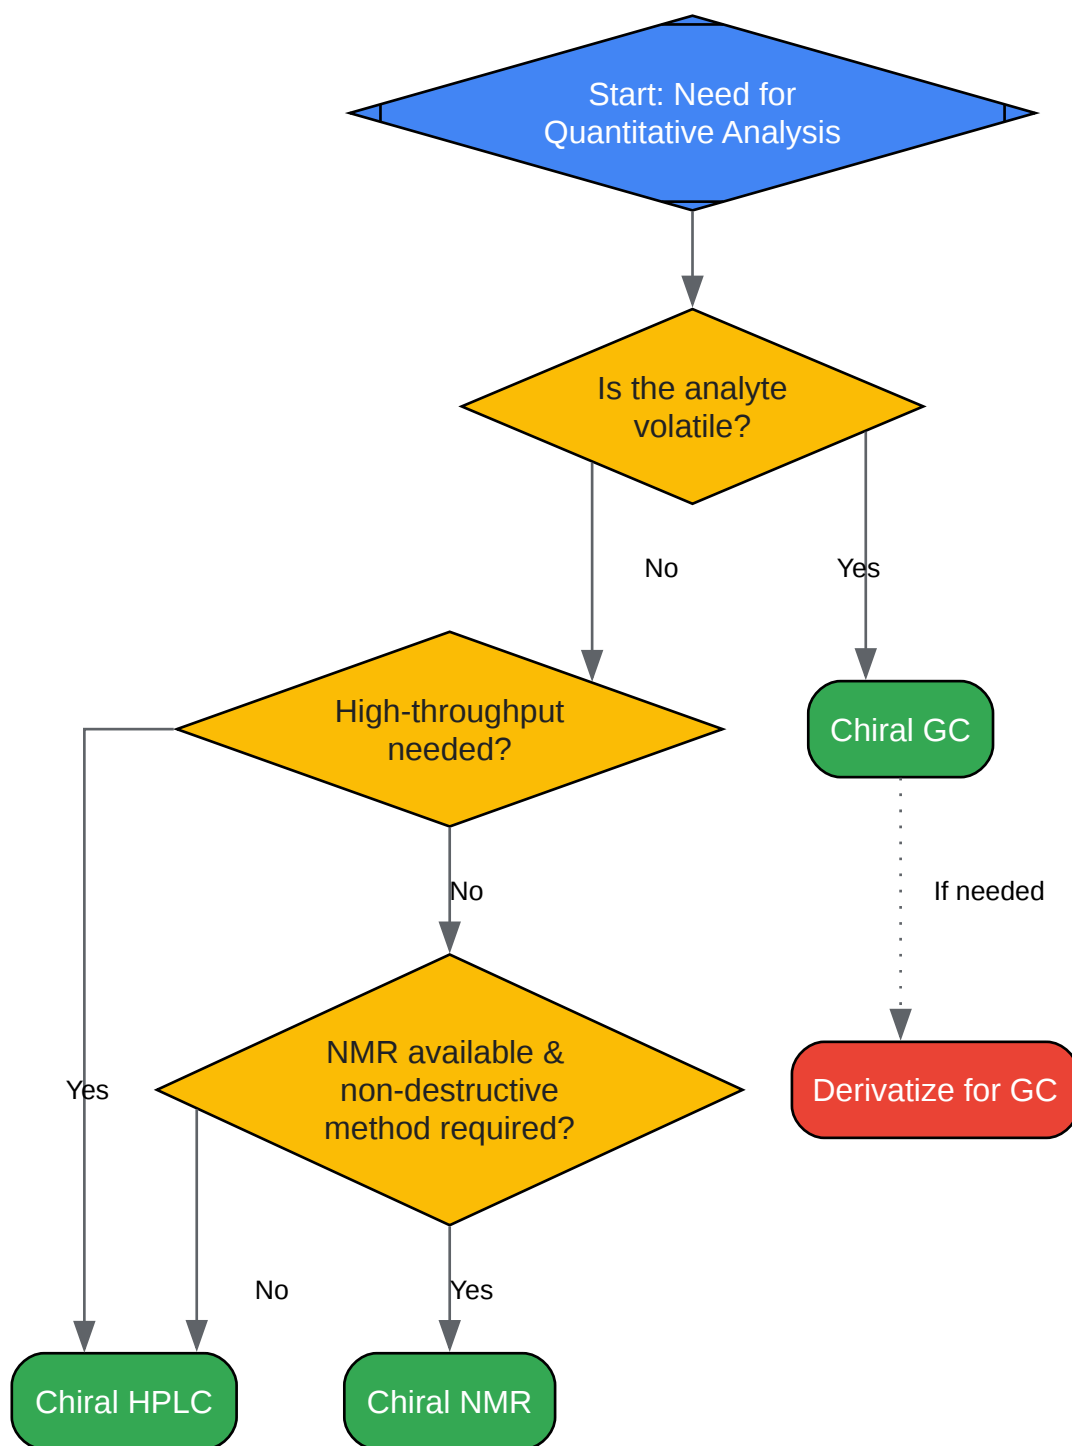 Start: Need for
Quantitative Analysis
Is the analyte
volatile?
No
Yes
High-throughput
needed?
Chiral GC
No
If needed
NMR available &
non-destructive
method required?
Yes
Derivatize for GC
No
Yes
Chiral HPLC
Chiral NMR